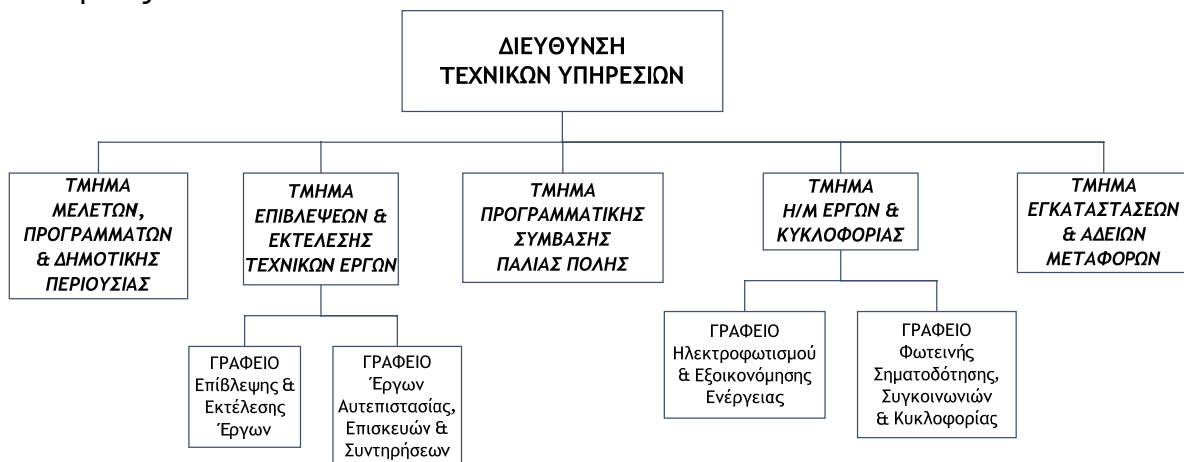 ΔΙΕΥΘΥΝΣΗ
ΤΕΧΝΙΚΩΝ ΥΠΗΡΕΣΙΩΝ
ΤΜΗΜΑ
ΜΕΛΕΤΩΝ,
ΠΡΟΓΡΑΜΜΑΤΩΝ
& ΔΗΜΟΤΙΚΗΣ
ΠΕΡΙΟΥΣΙΑΣ
ΤΜΗΜΑ
ΕΠΙΒΛΕΨΕΩΝ &
ΕΚΤΕΛΕΣΗΣ
ΤΕΧΝΙΚΩΝ ΕΡΓΩΝ
ΤΜΗΜΑ
ΠΡΟΓΡΑΜΜΑΤΙΚΗΣ
ΣΥΜΒΑΣΗΣ
ΠΑΛΙΑΣ ΠΟΛΗΣ
ΤΜΗΜΑ
Η/Μ ΕΡΓΩΝ &
ΚΥΚΛΟΦΟΡΙΑΣ
ΤΜΗΜΑ
ΕΓΚΑΤΑΣΤΑΣΕΩΝ
& ΑΔΕΙΩΝ
ΜΕΤΑΦΟΡΩΝ
ΓΡΑΦΕΙΟ
Επίβλεψης &
Εκτέλεσης
Έργων
ΓΡΑΦΕΙΟ
Έργων
Αυτεπιστασίας,
Επισκευών &
Συντηρήσεων
ΓΡΑΦΕΙΟ
Ηλεκτροφωτισμού
& Εξοικονόμησης
Ενέργειας
ΓΡΑΦΕΙΟ
Φωτεινής
Σηματοδότησης,
Συγκοινωνιών
& Κυκλοφορίας